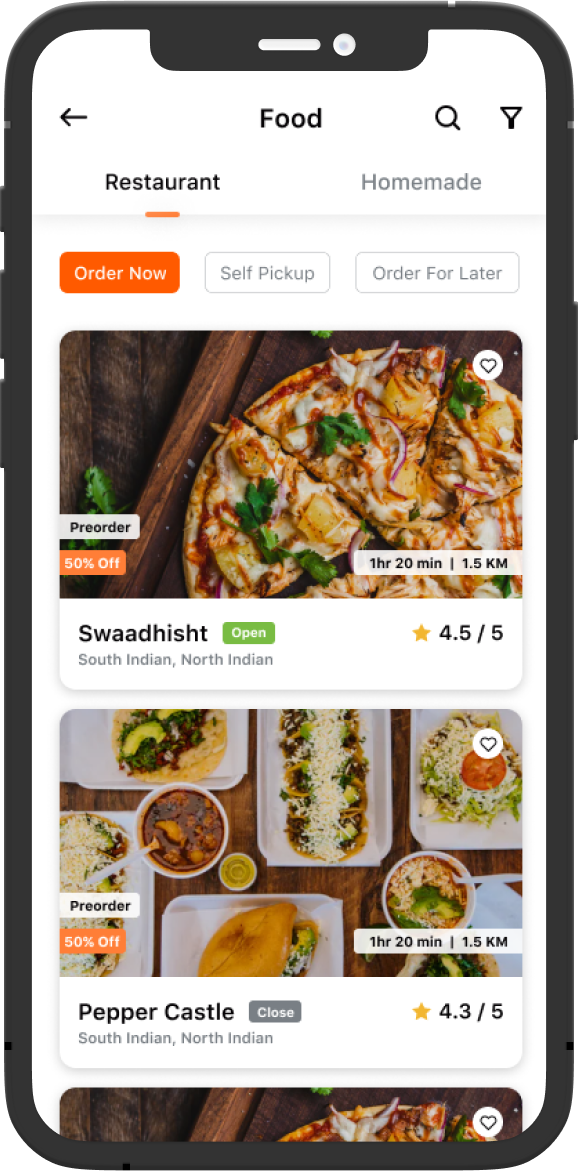 Food
Restaurant Homemade
Order Now Self Pickup Order For Later
Preorder
50% Off 1hr 20 min | 1.5 KM
Swaadhisht Open 4.5 / 5
South Indian, North Indian
Preorder
50% Off 1hr 20 min | 1.5 KM
Pepper Castle Close 4.3 / 5
South Indian, North Indian